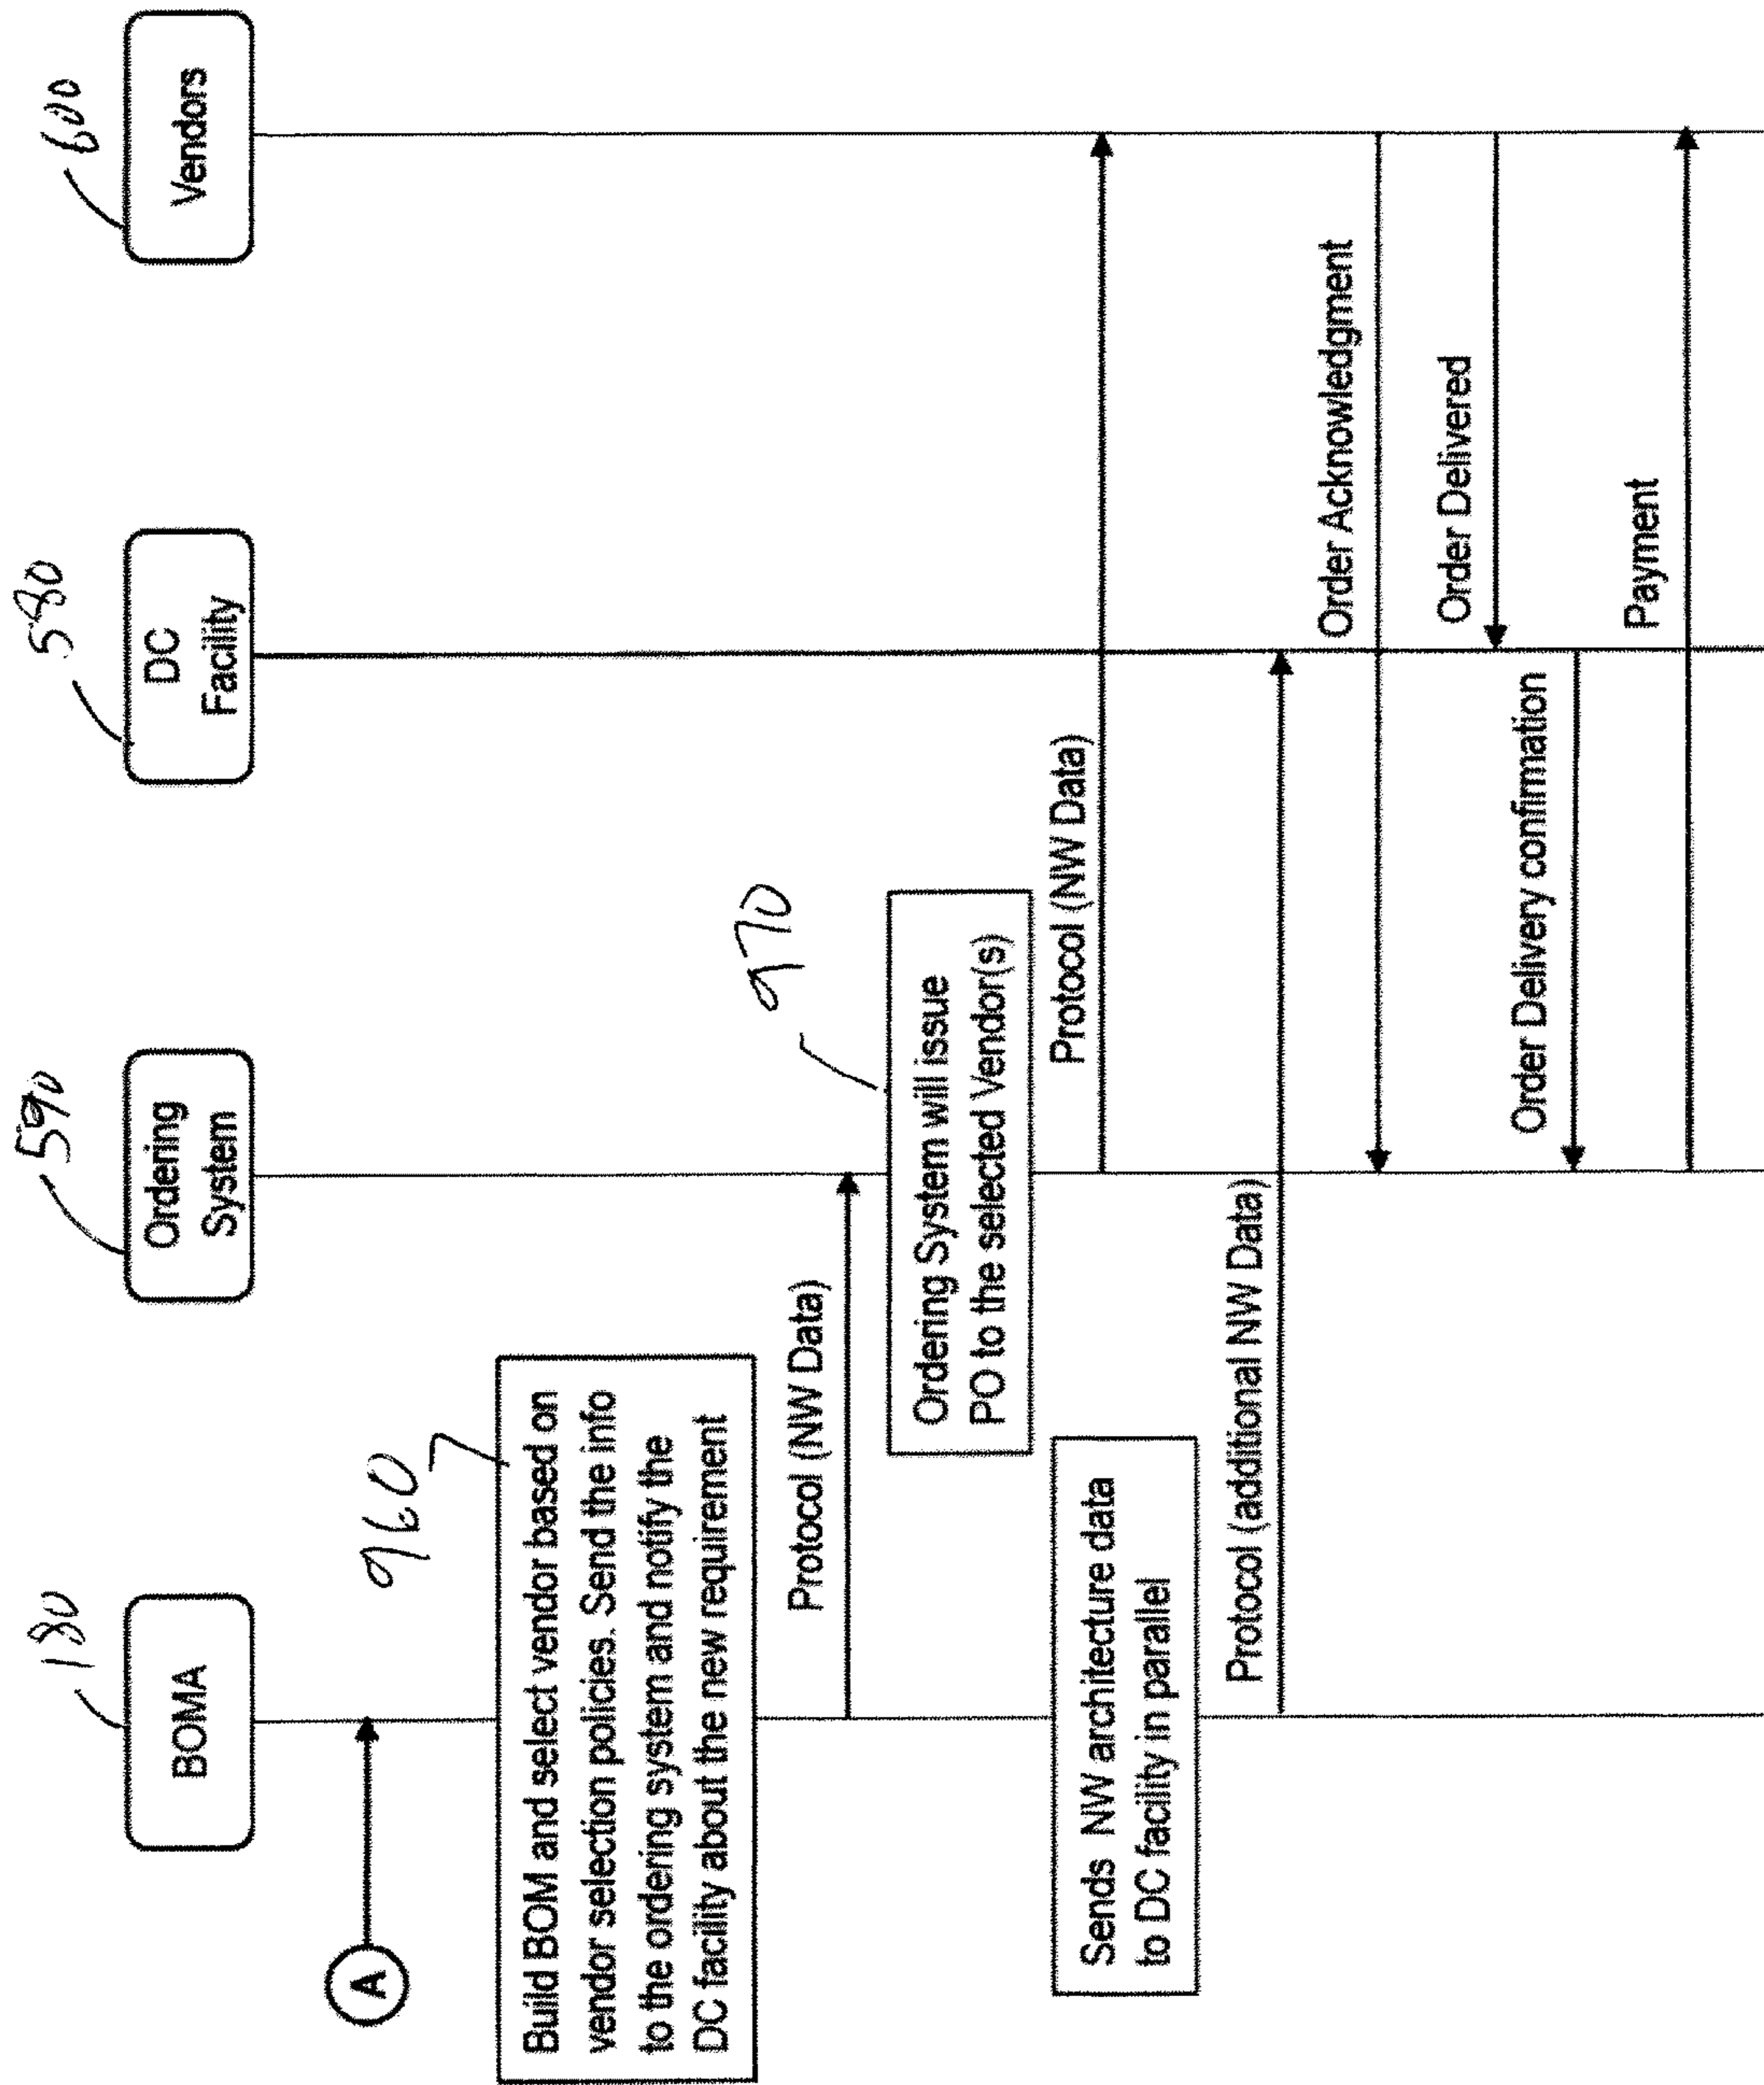 180
BOMA
590
Ordering
System
580
DC
Facility
600
Vendors
A
960
Build BOM and select vendor based on
vendor selection policies. Send the info
to the ordering system and notify the
DC facility about the new requirement
Protocol (NW Data)
970
Ordering System will issue
PO to the selected Vendor(s)
Protocol (NW Data)
Sends NW architecture data
to DC facility in parallel
Protocol (additional NW Data)
Order Acknowledgment
Order Delivered
Order Delivery confirmation
Payment